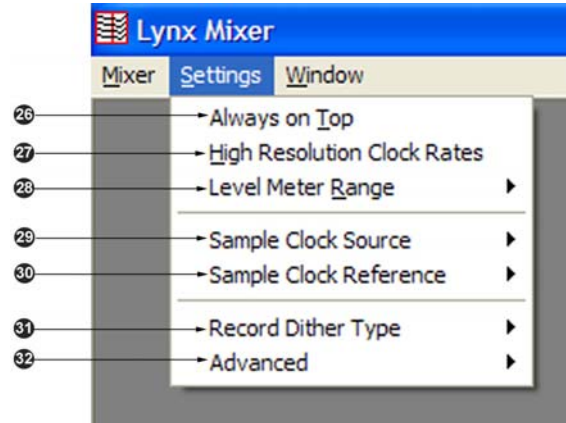 Lynx Mixer
Mixer Settings Window
26 Always on Top
27 High Resolution Clock Rates
28 Level Meter Range
29 Sample Clock Source
30 Sample Clock Reference
31 Record Dither Type
32 Advanced